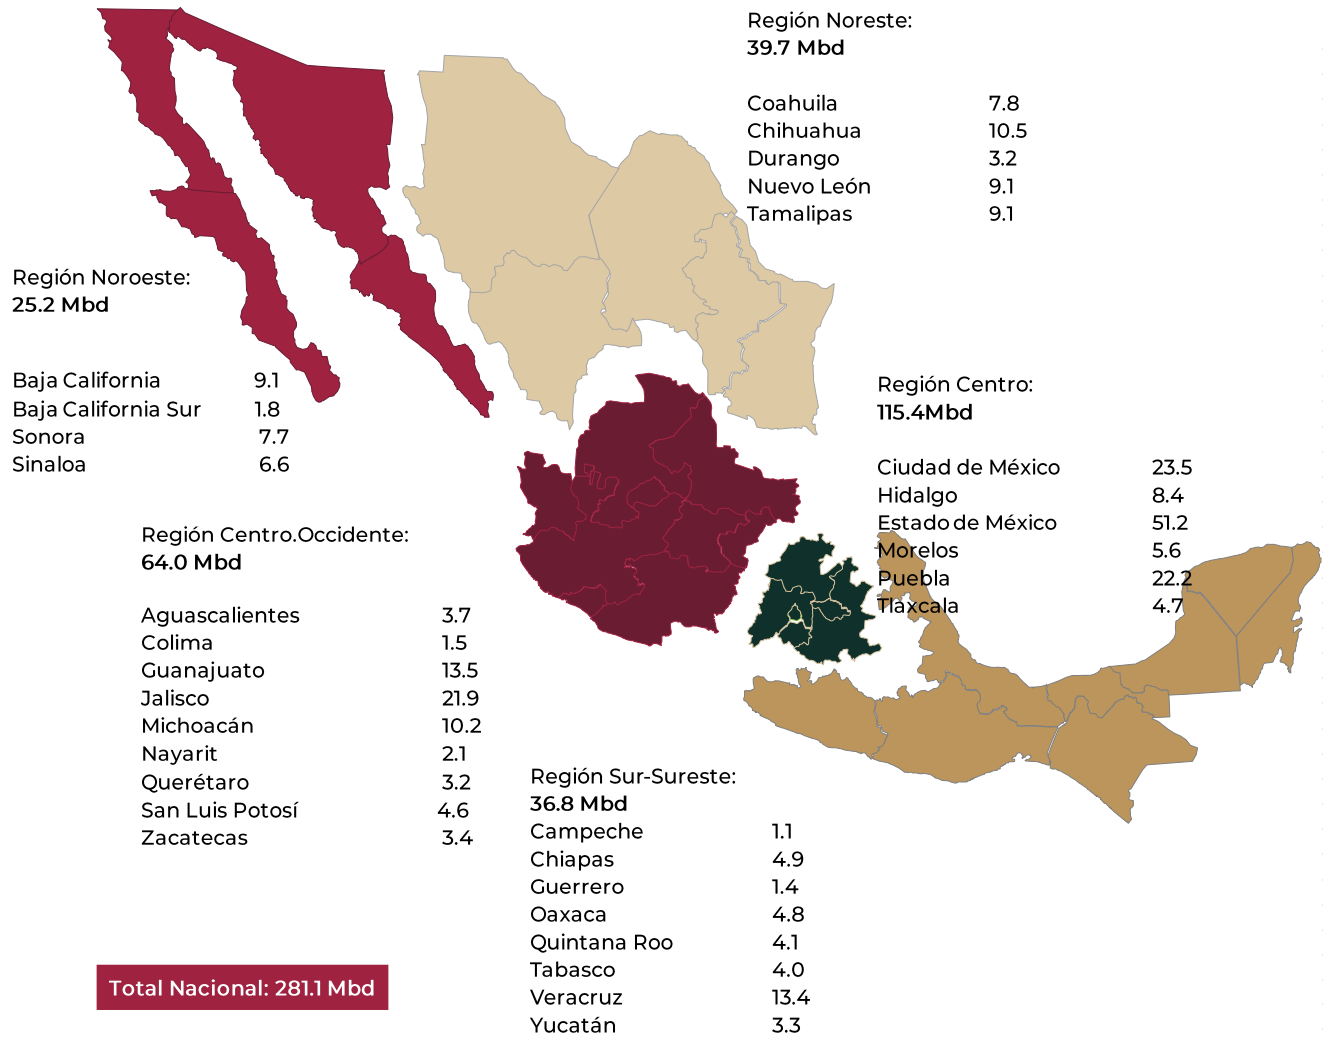 Región Noreste:
39.7 Mbd
Coahuila 7.8
Chihuahua 10.5
Durango 3.2
Nuevo León 9.1
Tamalipas 9.1
Región Noroeste:
25.2 Mbd
Baja California 9.1
Baja California Sur 1.8
Sonora 7.7
Sinaloa 6.6
Región Centro:
115.4Mbd
Ciudad de México 23.5
Hidalgo 8.4
Estado de México 51.2
Morelos 5.6
Puebla 22.2
Tlaxcala 4.7
Región Centro.Occidente:
64.0 Mbd
Aguascalientes 3.7
Colima 1.5
Guanajuato 13.5
Jalisco 21.9
Michoacán 10.2
Nayarit 2.1
Querétaro 3.2
San Luis Potosí 4.6
Zacatecas 3.4
Región Sur-Sureste:
36.8 Mbd
Campeche 1.1
Chiapas 4.9
Guerrero 1.4
Oaxaca 4.8
Quintana Roo 4.1
Tabasco 4.0
Veracruz 13.4
Yucatán 3.3
Total Nacional: 281.1 Mbd